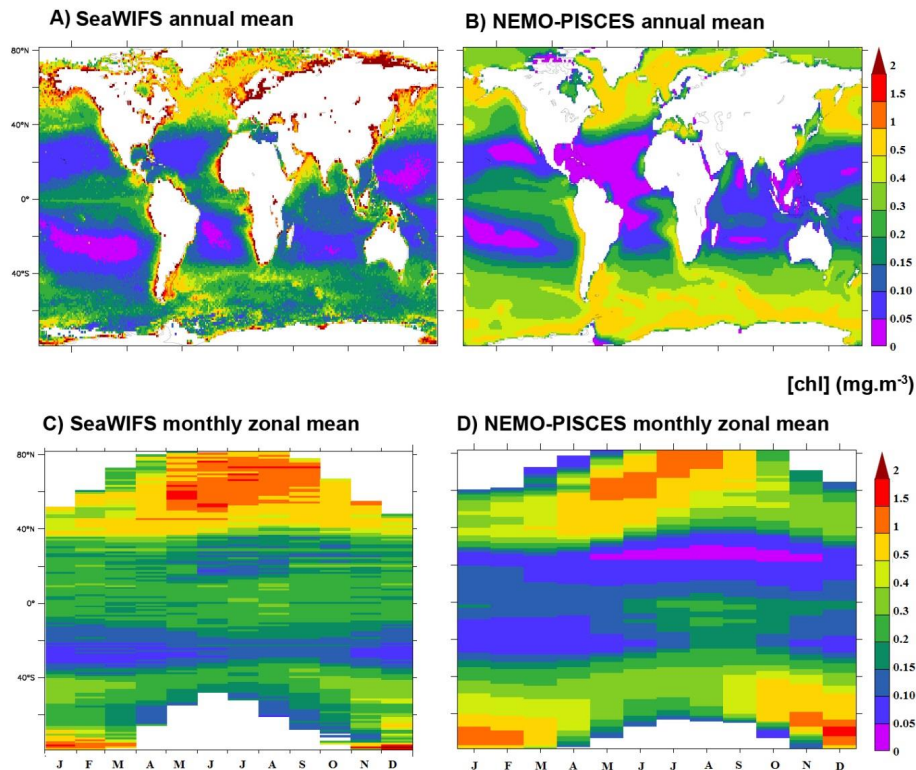 A) SeaWIFS annual mean
B) NEMO-PISCES annual mean
80°N
40°N
0°
40°S
2
1.5
1
0.5
0.4
0.3
0.2
0.15
0.10
0.05
0
[chl] (mg.m-3)
C) SeaWIFS monthly zonal mean
D) NEMO-PISCES monthly zonal mean
80°N
40°N
0°
40°S
2
1.5
1
0.5
0.4
0.3
0.2
0.15
0.10
0.05
0
J F M A M J J A S O N D
J F M A M J J A S O N D